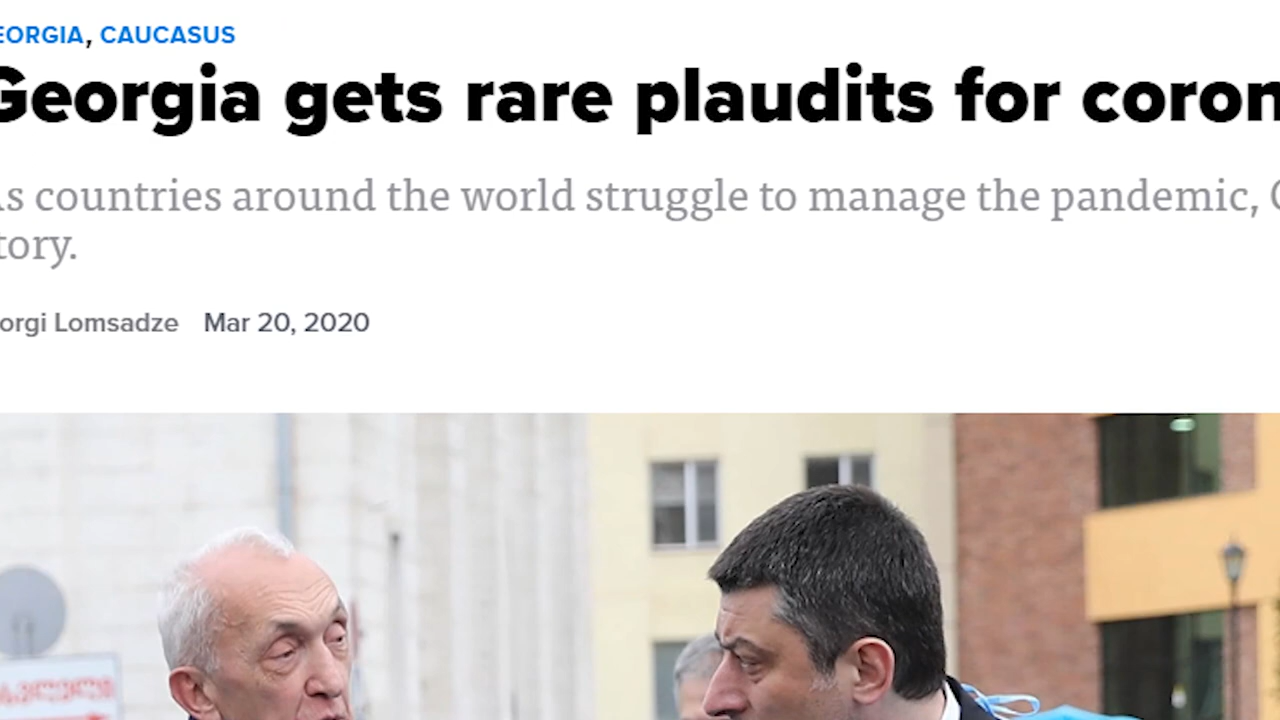 EORGIA, CAUCASUS
Georgia gets rare plaudits for coron
As countries around the world struggle to manage the pandemic,
tory.
orgi Lomsadze Mar 20, 2020